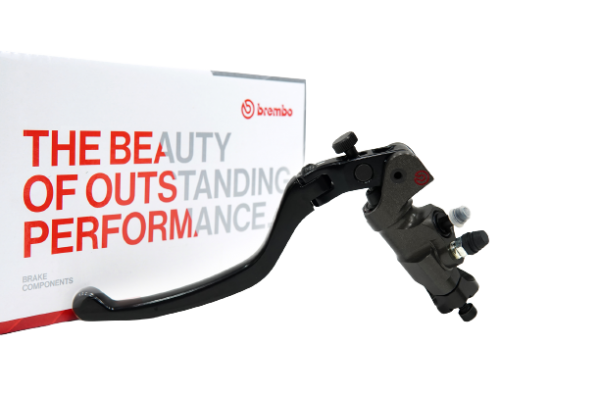 brembo
THE BEAUTY
OF OUTSTANDING
PERFORMANCE
BRAKE
COMPONENTS